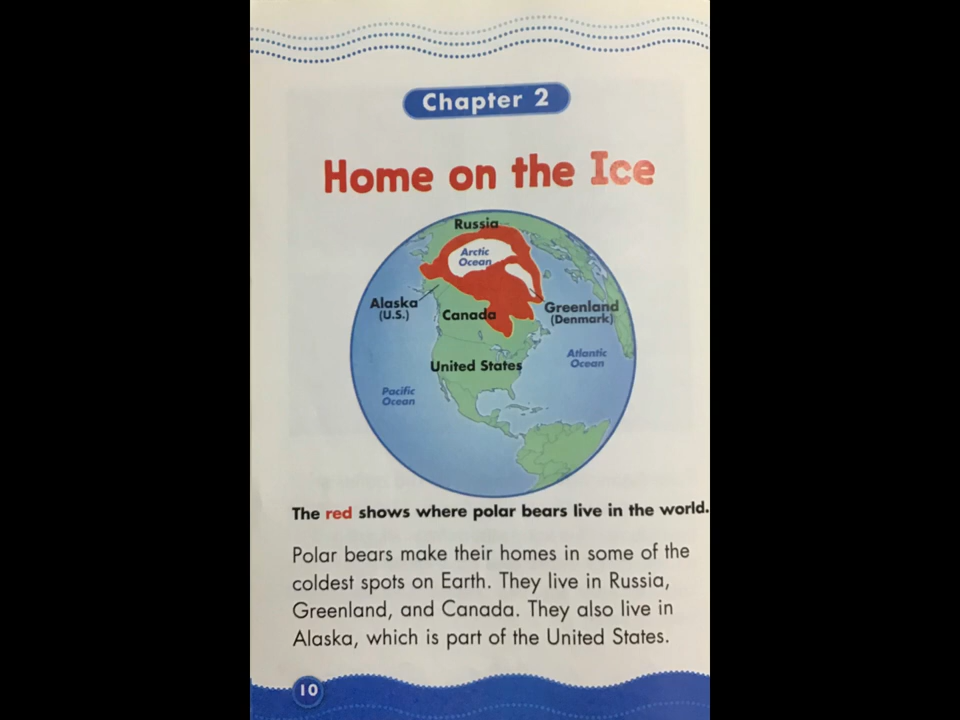 Chapter 2
Home on the Ice
Russia
Arctic
Ocean
Alaska
(U.S.)
Canada
Greenland
(Denmark)
United States
Atlantic
Ocean
Pacific
Ocean
The red shows where polar bears live in the world.
Polar bears make their homes in some of the
coldest spots on Earth. They live in Russia,
Greenland, and Canada. They also live in
Alaska, which is part of the United States.
10